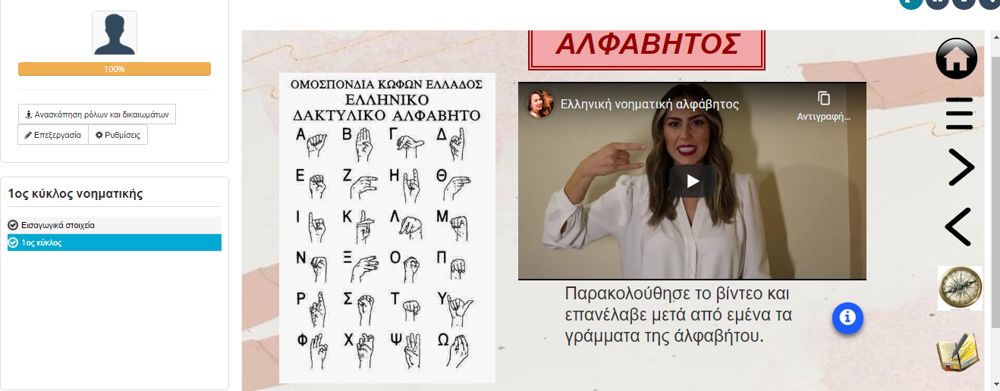 100%
Ανασκόπηση ρόλων και δικαιωμάτων
Επεξεργασία
Ρυθμίσεις
1ος κύκλος νοηματικής
Εισαγωγικά στοιχεία
1ος κύκλος
ΑΛΦΑΒΗΤΟΣ
ΟΜΟΣΠΟΝΔΙΑ ΚΩΦΩΝ ΕΛΛΑΔΟΣ
ΕΛΛΗΝΙΚΟ
ΔΑΚΤΥΛΙΚΟ ΑΛΦΑΒΗΤΟ
Α Β Γ Δ
Ε Ζ Η Θ
Ι Κ Λ Μ
Ν Ξ Ο Π
Ρ Σ Τ Υ
Φ Χ Ψ Ω
Ελληνική νοηματική αλφάβητος
Αντιγραφή...
Παρακολούθησε το βίντεο και
επανέλαβε μετά από εμένα τα
γράμματα της άλφαβήτου.